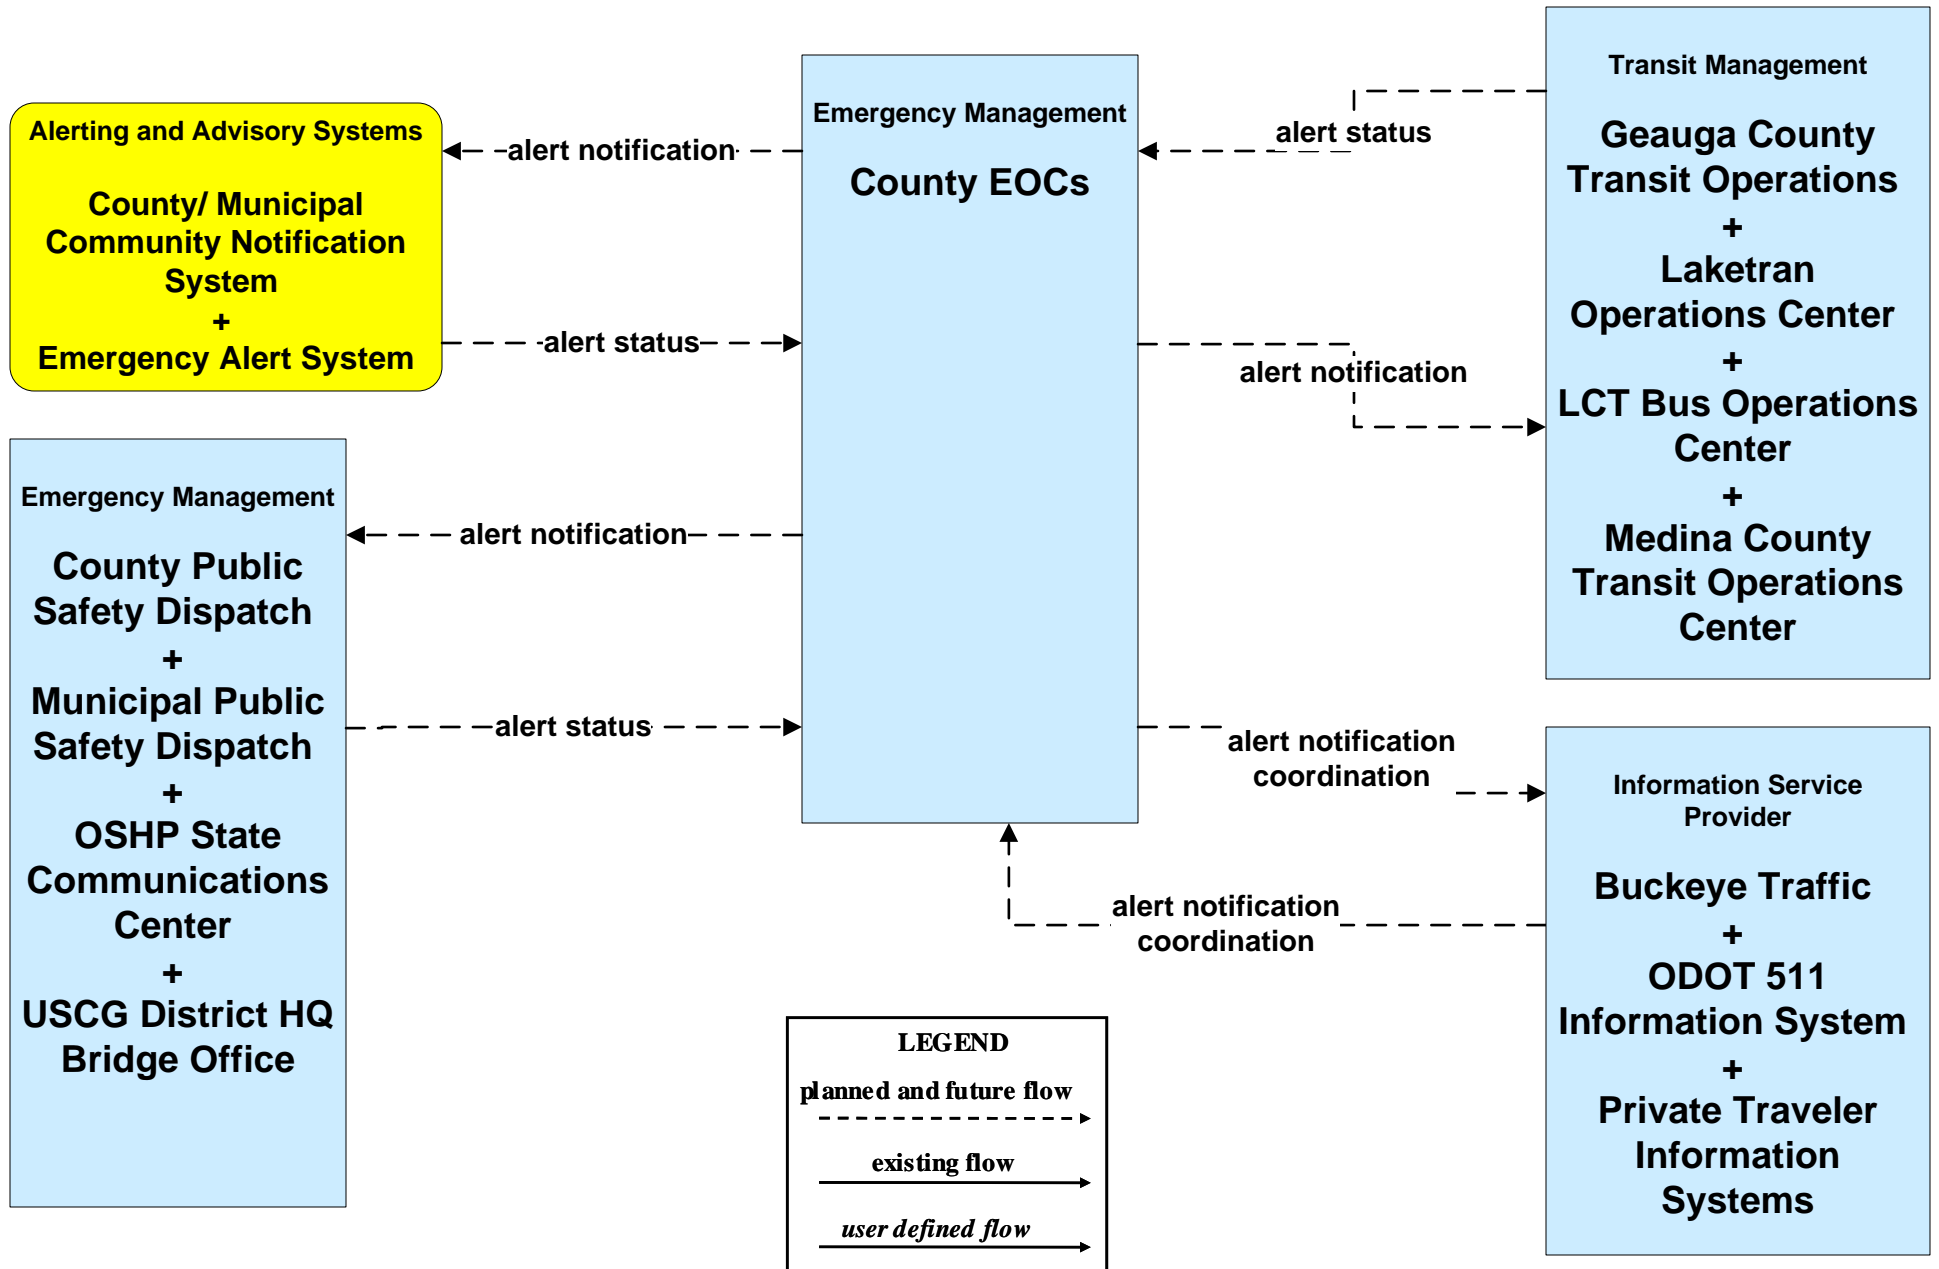 Alerting and Advisory Systems
County/ Municipal
Community Notification
System
+
Emergency Alert System
Emergency Management
County Public
Safety Dispatch
+
Municipal Public
Safety Dispatch
+
OSHP State
Communications
Center
+
USCG District HQ
Bridge Office
alert notification
alert status
alert notification
alert status
Emergency Management
County EOCs
alert status
alert notification
alert notification
coordination
alert notification
coordination
Transit Management
Geauga County
Transit Operations
+
Laketran
Operations Center
+
LCT Bus Operations
Center
+
Medina County
Transit Operations
Center
Information Service
Provider
Buckeye Traffic
+
ODOT 511
Information System
+
Private Traveler
Information
Systems
LEGEND
planned and future flow
existing flow
user defined flow